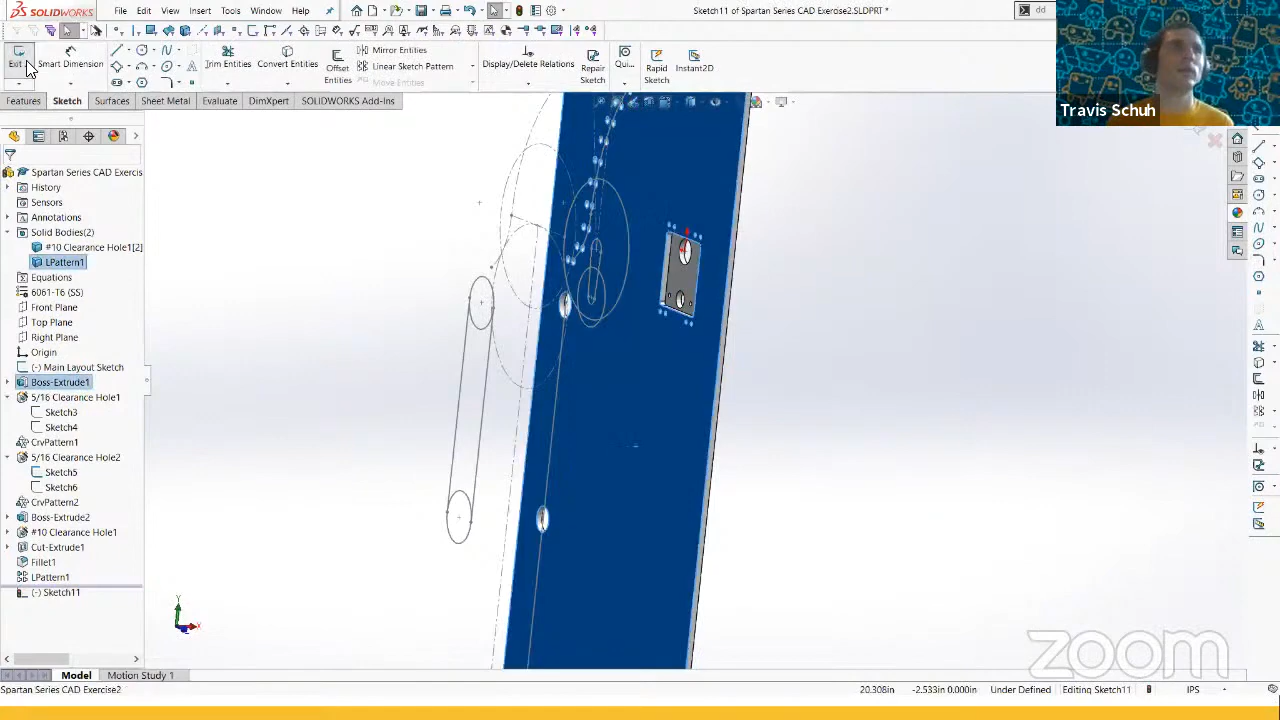 SOLIDWORKS
File Edit View Insert Tools Window Help
Sketch11 of Spartan Series CAD Exercise2.SLDPRT *
dd
Exit
Smart Dimension
Trim Entities
Convert Entities
Offset Entities
Mirror Entities
Linear Sketch Pattern
Move Entities
Display/Delete Relations
Repair Sketch
Qui...
Rapid Sketch
Instant2D
Travis Schuh
Features
Sketch
Surfaces
Sheet Metal
Evaluate
DimXpert
SOLIDWORKS Add-Ins
Spartan Series CAD Exercis
History
Sensors
Annotations
Solid Bodies(2)
#10 Clearance Hole1[2]
LPattern1
Equations
6061-T6 (SS)
Front Plane
Top Plane
Right Plane
Origin
(-) Main Layout Sketch
Boss-Extrude1
5/16 Clearance Hole1
Sketch3
Sketch4
CrvPattern1
5/16 Clearance Hole2
Sketch5
Sketch6
CrvPattern2
Boss-Extrude2
#10 Clearance Hole1
Cut-Extrude1
Fillet1
LPattern1
(-) Sketch11
Y
X
zoom
Model
Motion Study 1
Spartan Series CAD Exercise2
20.308in
-2.533in 0.000in
Under Defined
Editing Sketch11
IPS